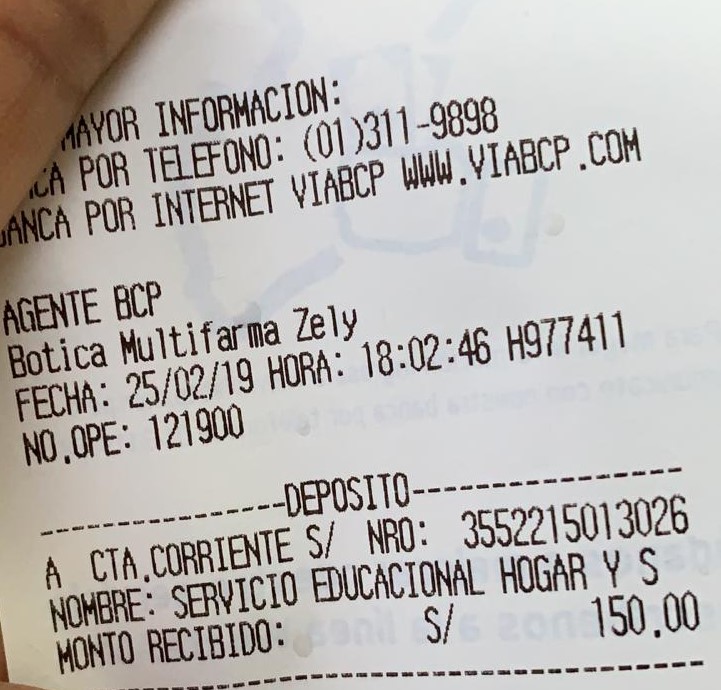 MAYOR INFORMACION:
POR TELEFONO: (01)311-9898
BANCA POR INTERNET VIABCP WWW.VIABCP.COM
AGENTE BCP
Botica Multifarma Zely
FECHA: 25/02/19 HORA: 18:02:46 H977411
NO.OPE: 121900
---------------DEPOSITO----------------
A CTA.CORRIENTE S/ NRO: 3552215013026
NOMBRE: SERVICIO EDUCACIONAL HOGAR Y S
MONTO RECIBIDO: S/ 150.00